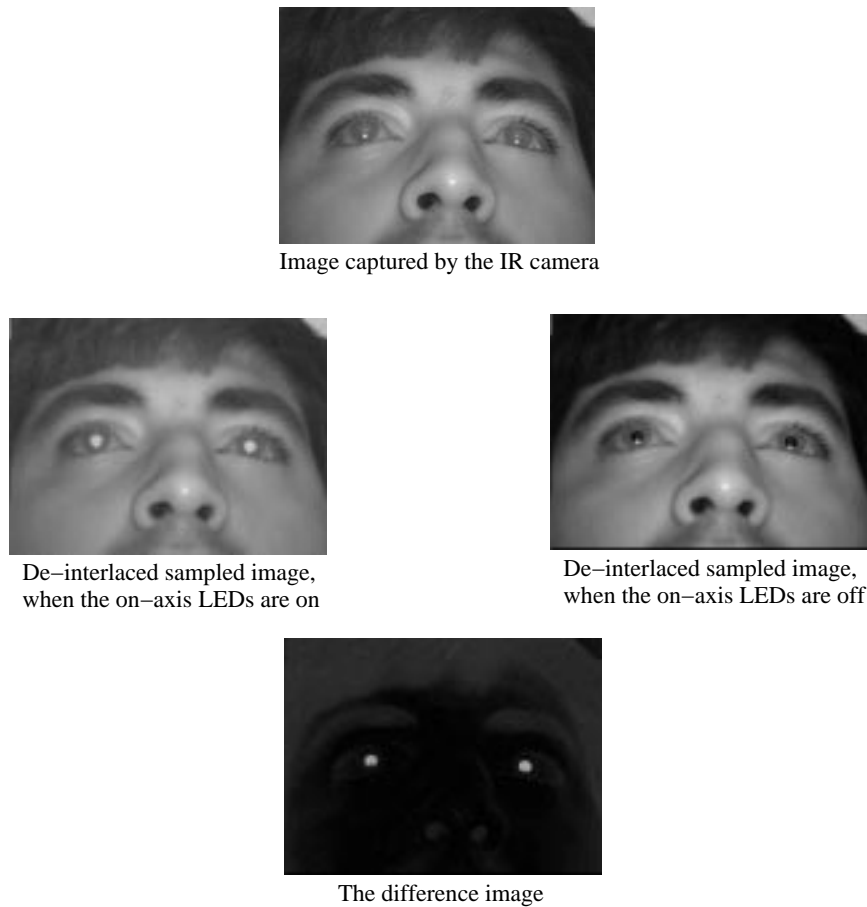 Image captured by the IR camera
De−interlaced sampled image,
when the on−axis LEDs are on
De−interlaced sampled image,
when the on−axis LEDs are off
The difference image